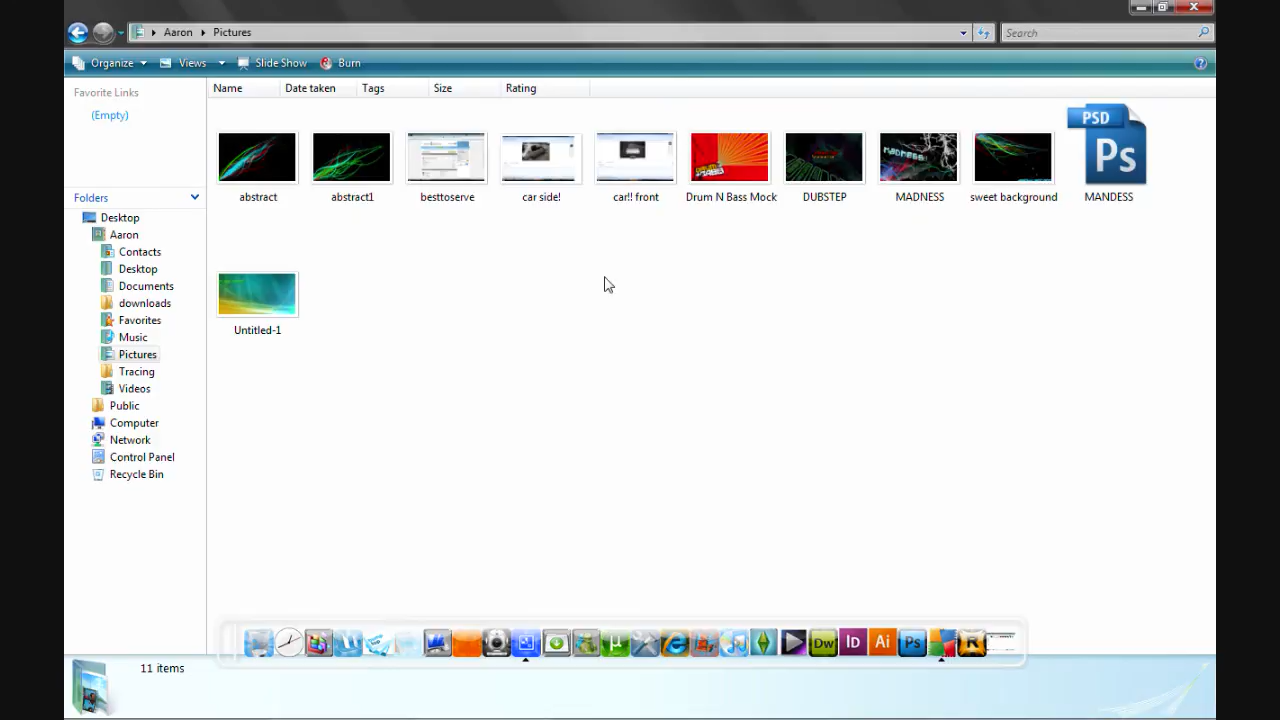 Aaron Pictures Search
Organize Views Slide Show Burn
Favorite Links
(Empty)
Folders
Desktop
Aaron
Contacts
Desktop
Documents
downloads
Favorites
Music
Pictures
Tracing
Videos
Public
Computer
Network
Control Panel
Recycle Bin
Name Date taken Tags Size Rating
PSD
Ps
abstract abstract1 besttoserve car side! car!! front Drum N Bass Mock DUBSTEP MADNESS sweet background MANDESS
Untitled-1
µ Dw ID Ai Ps
11 items